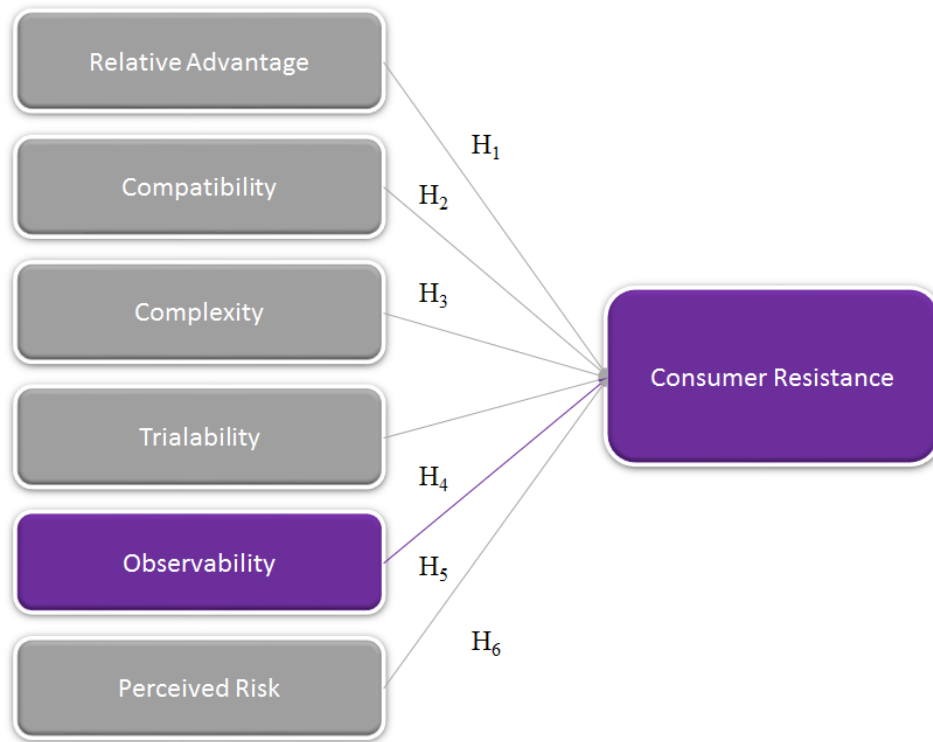 Relative Advantage
H₁
Compatibility
H₂
Complexity
H₃
Consumer Resistance
Trialability
H₄
Observability
H₅
Perceived Risk
H₆